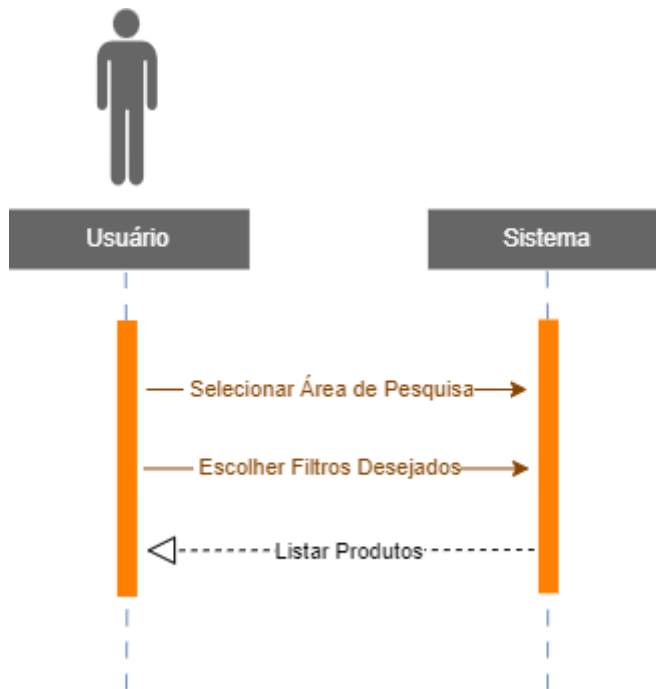 Usuário
Sistema
Selecionar Área de Pesquisa
Escolher Filtros Desejados
Listar Produtos